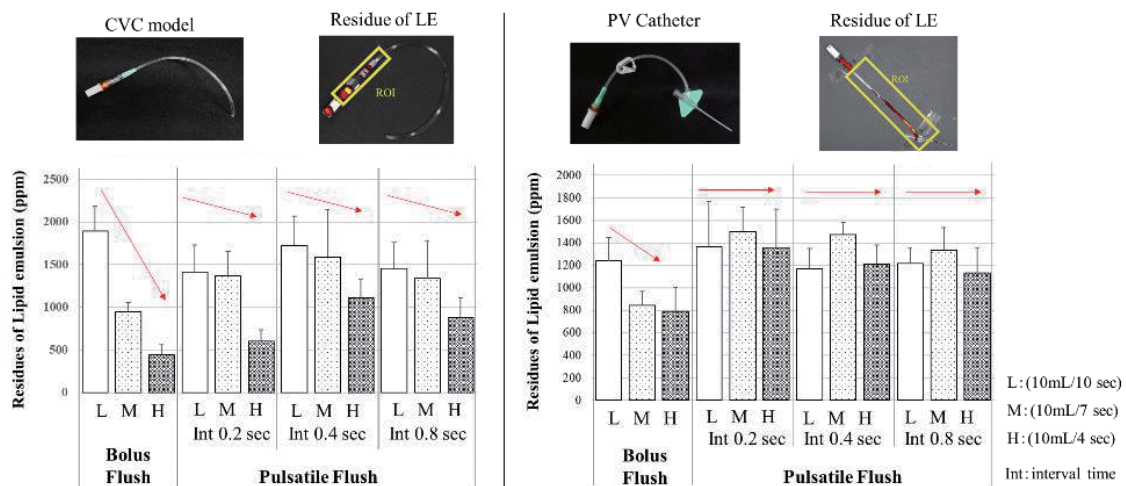 CVC model
Residue of LE
ROI
Residues of Lipid emulsion (ppm)
2500
2000
1500
1000
500
0
L M H L M H L M H L M H
Int 0.2 sec Int 0.4 sec Int 0.8 sec
Bolus
Flush
Pulsatile Flush
PV Catheter
Residue of LE
ROI
Residues of Lipid emulsion (ppm)
2000
1800
1600
1400
1200
1000
800
600
400
200
0
L M H L M H L M H L M H
Int 0.2 sec Int 0.4 sec Int 0.8 sec
Bolus
Flush
Pulsatile Flush
L: (10mL/10 sec)
M: (10mL/7 sec)
H: (10mL/4 sec)
Int: interval time